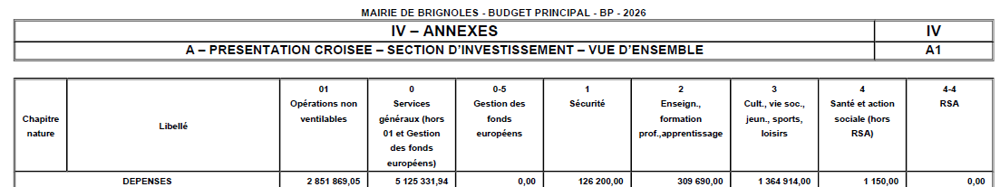 MAIRIE DE BRIGNOLES - BUDGET PRINCIPAL - BP - 2026
IV – ANNEXES IV
A – PRESENTATION CROISEE – SECTION D'INVESTISSEMENT – VUE D'ENSEMBLE A1
Chapitre nature Libellé 01 Opérations non ventilables 0 Services généraux (hors 01 et Gestion des fonds européens) 0-5 Gestion des fonds européens 1 Sécurité 2 Enseign., formation prof.,apprentissage 3 Cult., vie soc., jeun., sports, loisirs 4 Santé et action sociale (hors RSA) 4-4 RSA
DEPENSES 2 851 869,05 5 125 331,94 0,00 126 200,00 309 690,00 1 364 914,00 1 150,00 0,00